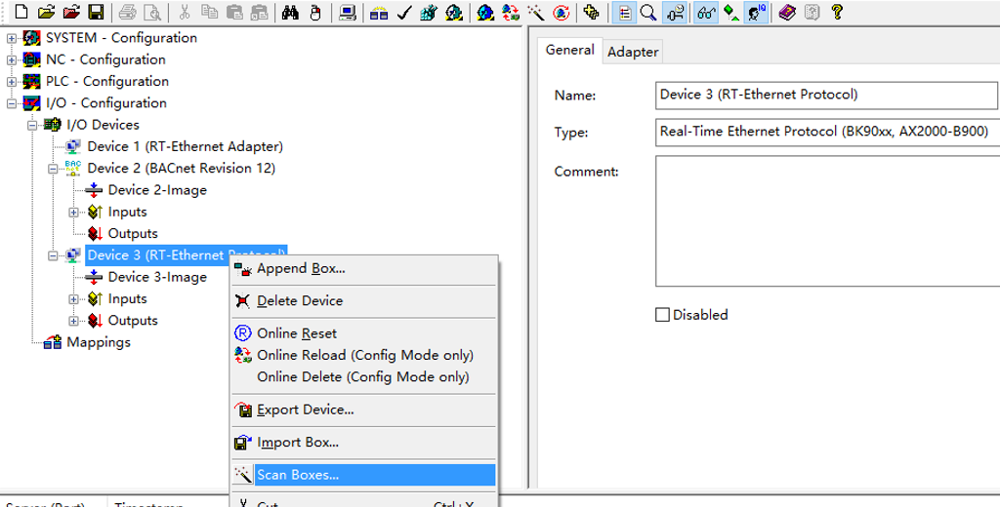 SYSTEM - Configuration
NC - Configuration
PLC - Configuration
I/O - Configuration
I/O Devices
Device 1 (RT-Ethernet Adapter)
Device 2 (BACnet Revision 12)
Device 2-Image
Inputs
Outputs
Device 3 (RT-Ethernet Protocol)
Device 3-Image
Inputs
Outputs
Mappings
Append Box...
Delete Device
Online Reset
Online Reload (Config Mode only)
Online Delete (Config Mode only)
Export Device...
Import Box...
Scan Boxes...
Cut Ctrl+X
General Adapter
Name: Device 3 (RT-Ethernet Protocol)
Type: Real-Time Ethernet Protocol (BK90xx, AX2000-B900)
Comment:
Disabled
Server (Port) Timestamp